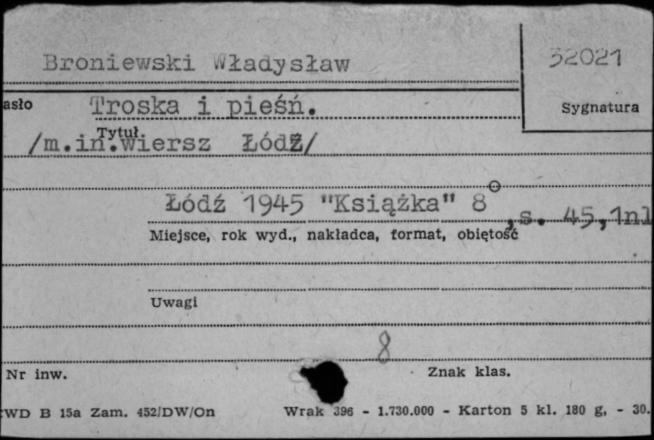 Broniewski Władysław
32021
asło Troska i pieśń.
Sygnatura
Tytuł
/m.in.wiersz Łódź/
Łódź 1945 "Książka" 8°, s. 45,1nl
Miejsce, rok wyd., nakładca, format, obiętość
Uwagi
8
Nr inw.
Znak klas.
CWD B 15a Zam. 452/DW/On Wrak 396 - 1.730.000 - Karton 5 kl. 180 g, - 30.